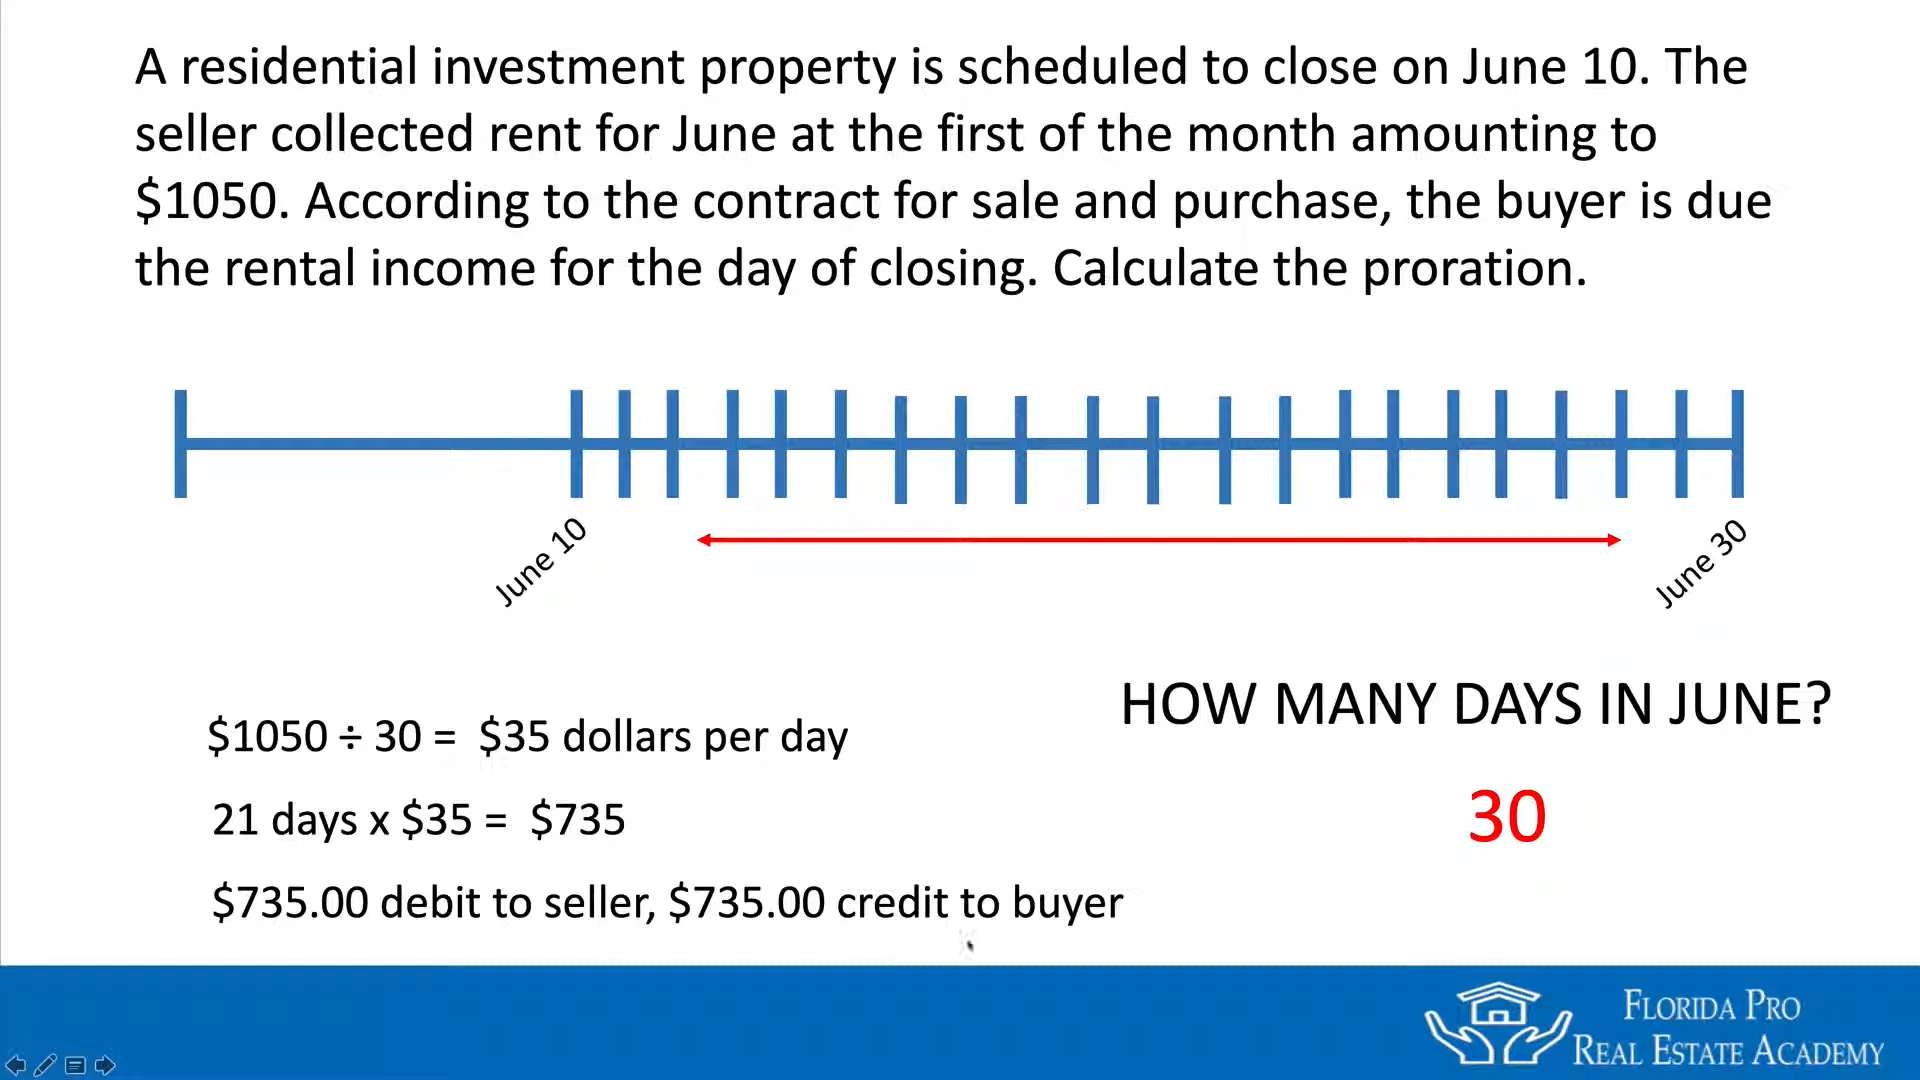 A residential investment property is scheduled to close on June 10. The
seller collected rent for June at the first of the month amounting to
$1050. According to the contract for sale and purchase, the buyer is due
the rental income for the day of closing. Calculate the proration.
June 10
June 30
HOW MANY DAYS IN JUNE?
30
$1050 ÷ 30 = $35 dollars per day
21 days x $35 = $735
$735.00 debit to seller, $735.00 credit to buyer
FLORIDA PRO
REAL ESTATE ACADEMY